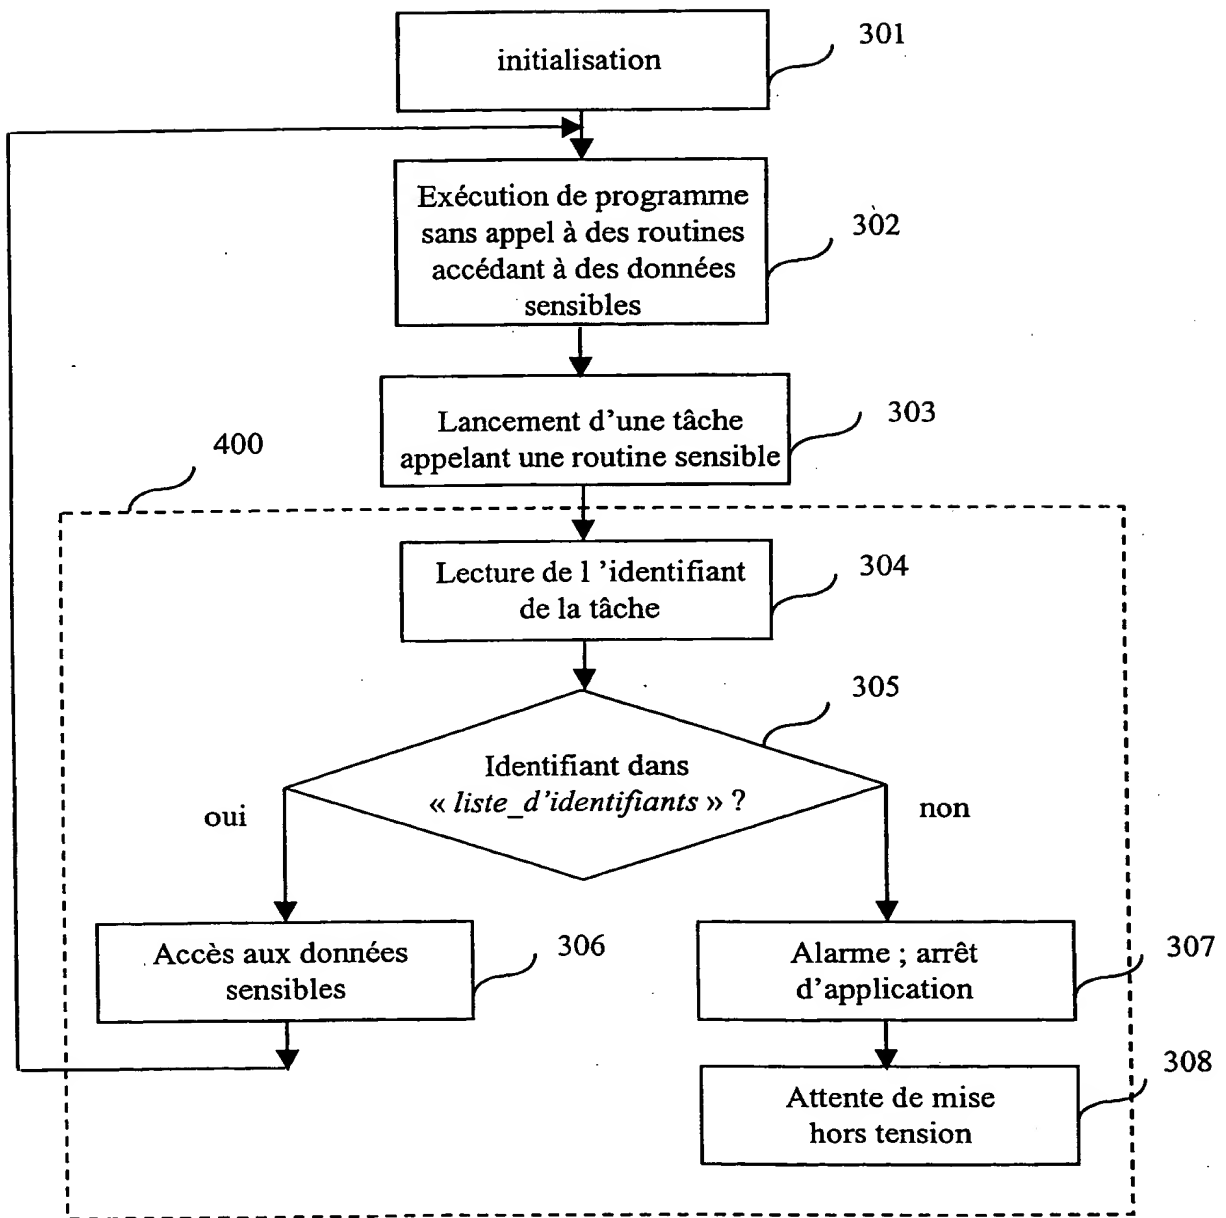 301
initialisation
Exécution de programme
sans appel à des routines
accédant à des données
sensibles
302
Lancement d'une tâche
appelant une routine sensible
303
400
Lecture de l 'identifiant
de la tâche
304
305
Identifiant dans
« liste_d'identifiants » ?
oui
non
Accès aux données
sensibles
306
Alarme ; arrêt
d'application
307
Attente de mise
hors tension
308